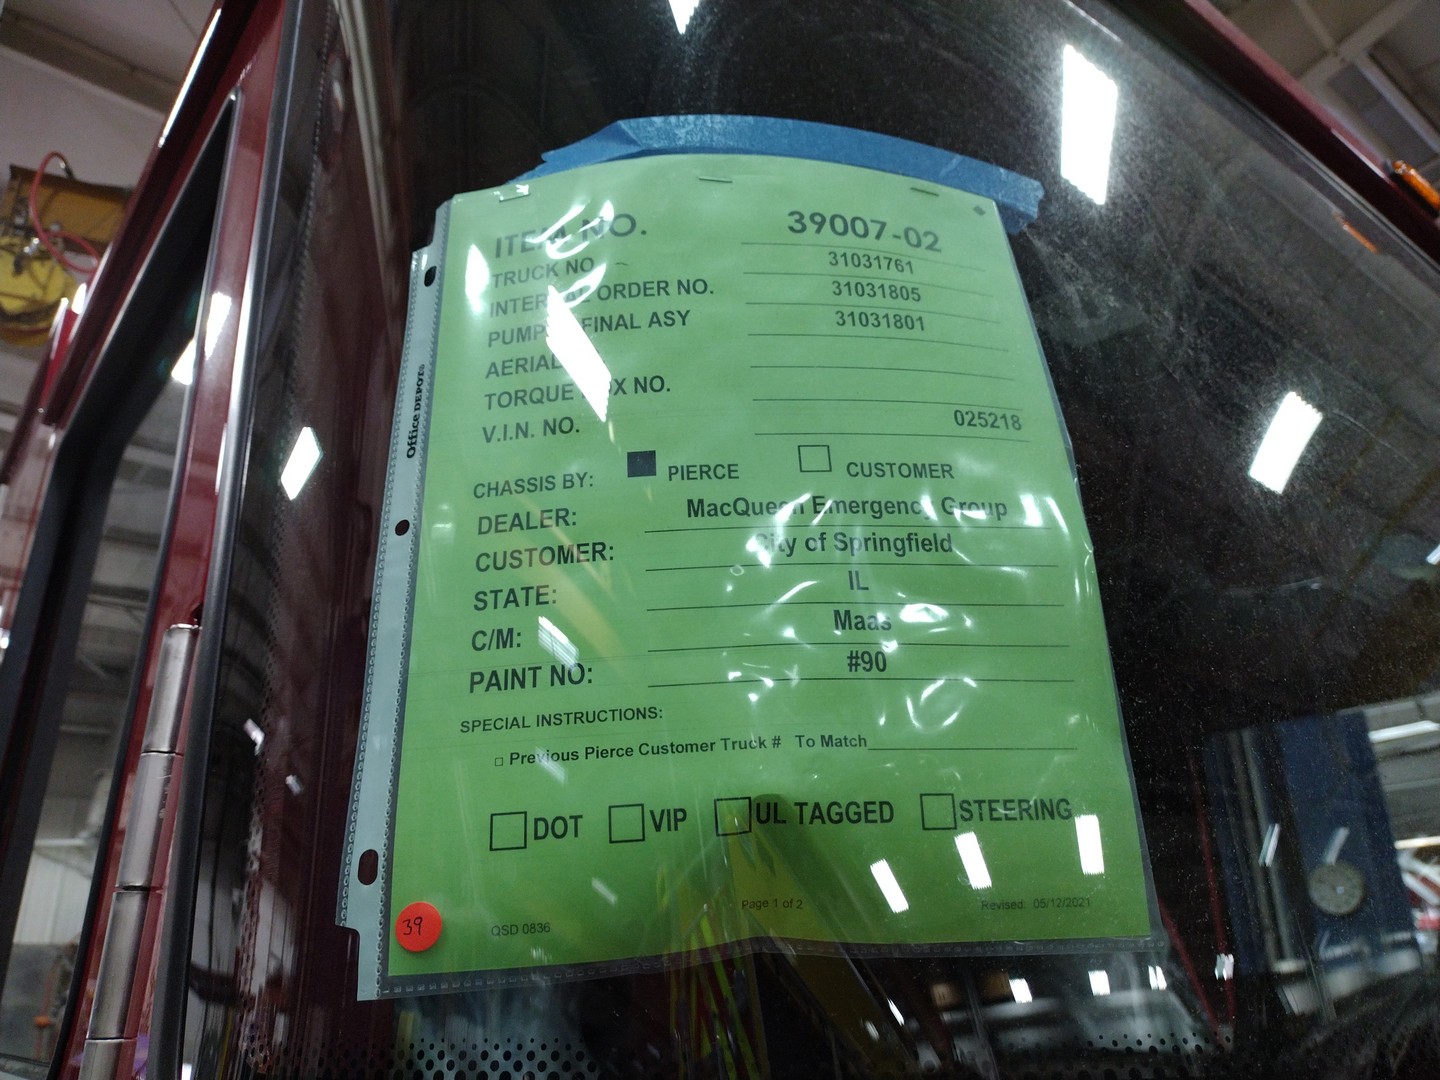 ITEM NO. 39007-02
TRUCK NO 31031761
INTERNAL ORDER NO. 31031805
PUMP FINAL ASY 31031801
AERIAL
TORQUE BOX NO.
V.I.N. NO. 025218
CHASSIS BY: PIERCE CUSTOMER
DEALER: MacQueen Emergency Group
CUSTOMER: City of Springfield
STATE: IL
C/M: Maas
PAINT NO: #90
SPECIAL INSTRUCTIONS:
Previous Pierce Customer Truck # To Match
DOT VIP UL TAGGED STEERING
Page 1 of 2 Revised: 05/12/2021
QSD 0836
39
Office DEPOT